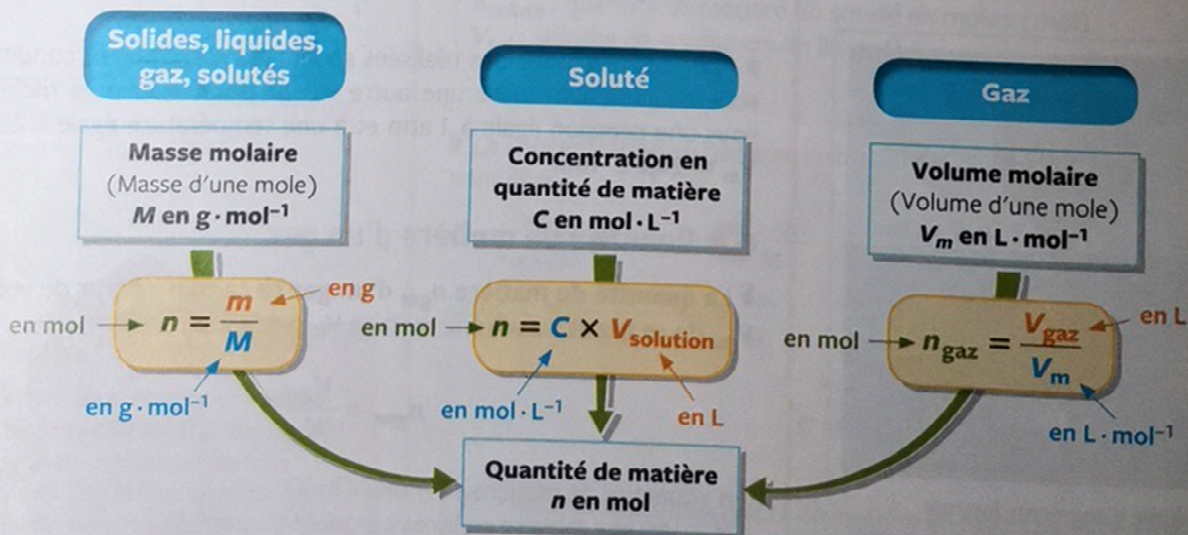 Solides, liquides,
gaz, solutés
Masse molaire
(Masse d'une mole)
M en g · mol⁻¹
en mol
n = m / M
en g
en g · mol⁻¹
Soluté
Concentration en
quantité de matière
C en mol · L⁻¹
en mol
n = C × Vsolution
en mol · L⁻¹
en L
Gaz
Volume molaire
(Volume d'une mole)
Vm en L · mol⁻¹
en mol
ngaz = Vgaz / Vm
en L
en L · mol⁻¹
Quantité de matière
n en mol